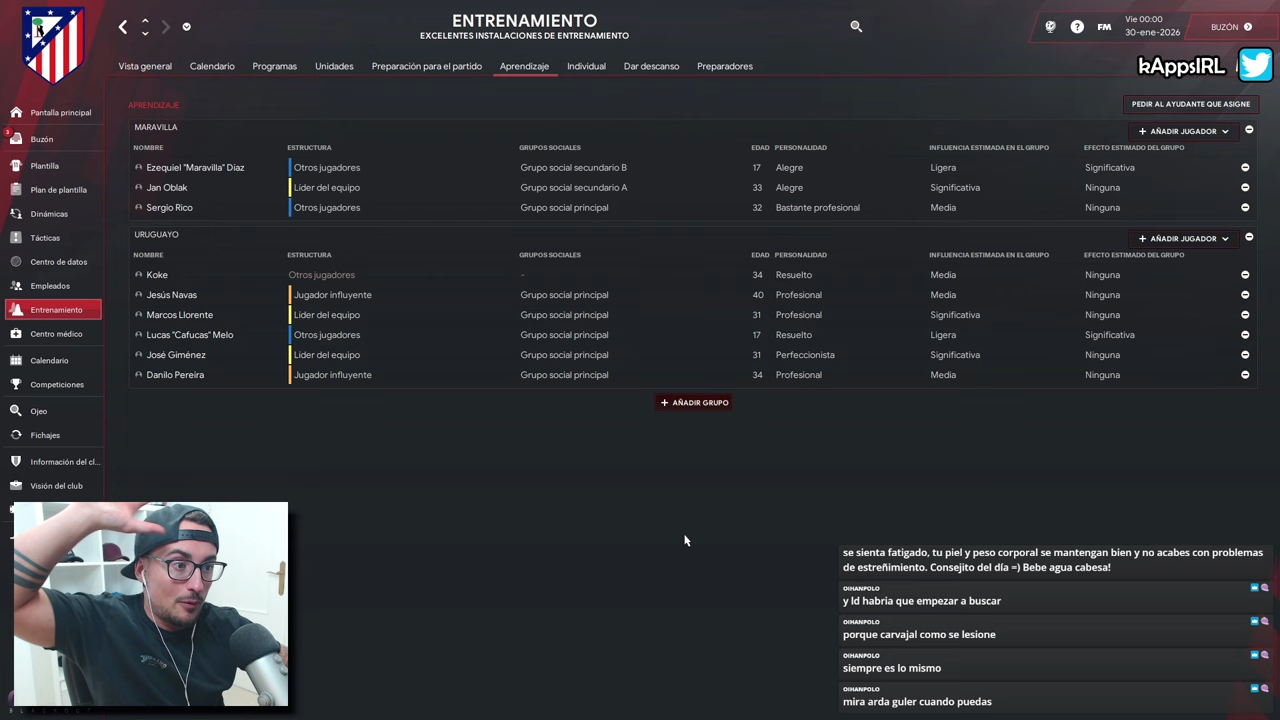 ENTRENAMIENTO
EXCELENTES INSTALACIONES DE ENTRENAMIENTO
FM
Vie 00:00
30-ene-2026
BUZÓN
Vista general
Calendario
Programas
Unidades
Preparación para el partido
Aprendizaje
Individual
Dar descanso
Preparadores
kAppsIRL
APRENDIZAJE
PEDIR AL AYUDANTE QUE ASIGNE
Pantalla principal
3
Buzón
Plantilla
Plan de plantilla
Dinámicas
Tácticas
Centro de datos
Empleados
Entrenamiento
Centro médico
Calendario
Competiciones
Ojeo
Fichajes
Información del cl...
Visión del club
MARAVILLA
AÑADIR JUGADOR
NOMBRE ESTRUCTURA GRUPOS SOCIALES EDAD PERSONALIDAD INFLUENCIA ESTIMADA EN EL GRUPO EFECTO ESTIMADO DEL GRUPO
Ezequiel "Maravilla" Díaz Otros jugadores Grupo social secundario B 17 Alegre Ligera Significativa
Jan Oblak Líder del equipo Grupo social secundario A 33 Alegre Significativa Ninguna
Sergio Rico Otros jugadores Grupo social principal 32 Bastante profesional Media Ninguna
URUGUAYO
AÑADIR JUGADOR
NOMBRE ESTRUCTURA GRUPOS SOCIALES EDAD PERSONALIDAD INFLUENCIA ESTIMADA EN EL GRUPO EFECTO ESTIMADO DEL GRUPO
Koke Otros jugadores - 34 Resuelto Media Ninguna
Jesús Navas Jugador influyente Grupo social principal 40 Profesional Media Ninguna
Marcos Llorente Líder del equipo Grupo social principal 31 Profesional Significativa Ninguna
Lucas "Cafucas" Melo Otros jugadores Grupo social principal 17 Resuelto Ligera Significativa
José Giménez Líder del equipo Grupo social principal 31 Perfeccionista Significativa Ninguna
Danilo Pereira Jugador influyente Grupo social principal 34 Profesional Media Ninguna
AÑADIR GRUPO
se sienta fatigado, tu piel y peso corporal se mantengan bien y no acabes con problemas
de estreñimiento. Consejito del día =) Bebe agua cabesa!
OIHANPOLO
y ld habria que empezar a buscar
OIHANPOLO
porque carvajal como se lesione
OIHANPOLO
siempre es lo mismo
OIHANPOLO
mira arda guler cuando puedas